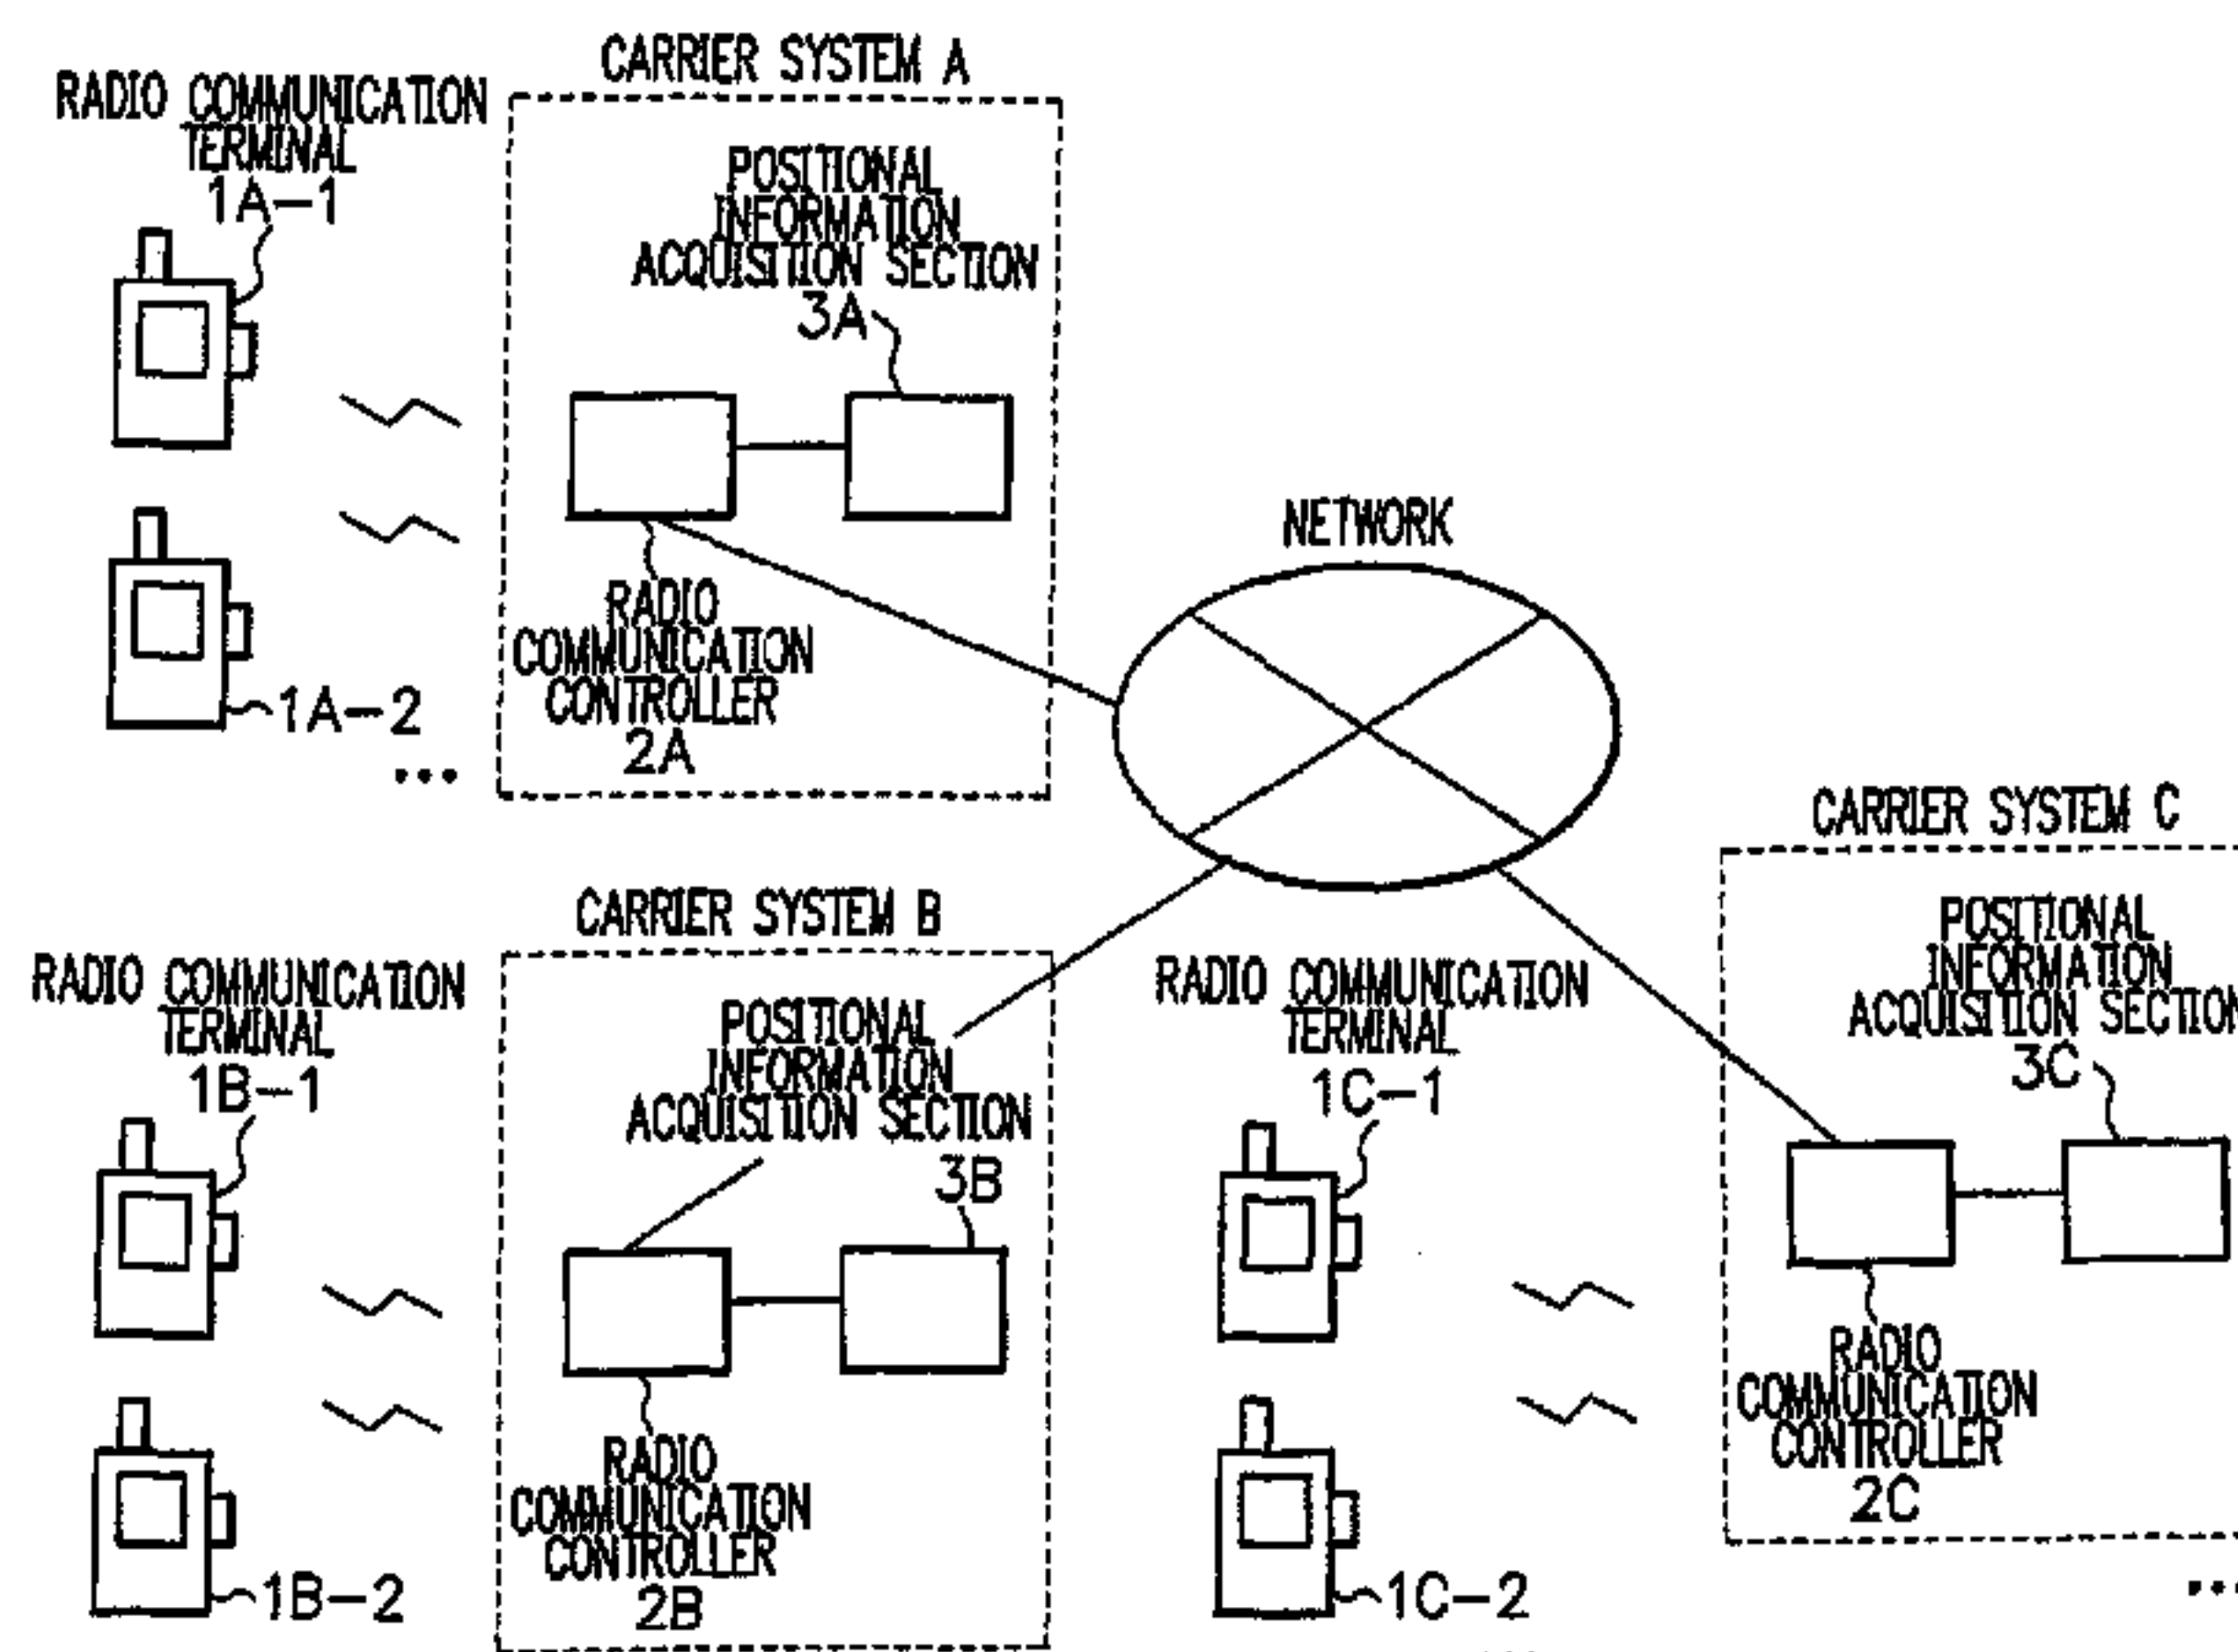 CARRIER SYSTEM A
RADIO COMMUNICATION
TERMINAL
1A-1
POSITIONAL
INFORMATION
ACQUISITION SECTION
3A
RADIO
COMMUNICATION
CONTROLLER
2A
1A-2
...
NETWORK
CARRIER SYSTEM B
RADIO COMMUNICATION
TERMINAL
1B-1
POSITIONAL
INFORMATION
ACQUISITION SECTION
3B
RADIO
COMMUNICATION
CONTROLLER
2B
1B-2
CARRIER SYSTEM C
RADIO COMMUNICATION
TERMINAL
1C-1
POSITIONAL
INFORMATION
ACQUISITION SECTION
3C
RADIO
COMMUNICATION
CONTROLLER
2C
1C-2
...